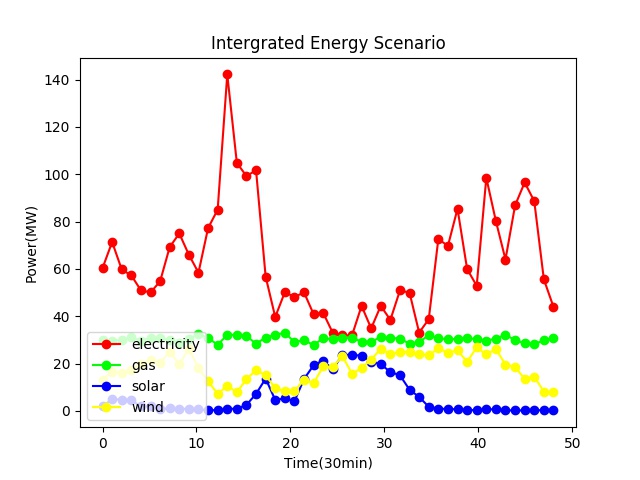 Intergrated Energy Scenario
Power(MW)
140
120
100
80
60
40
20
0
electricity
gas
solar
wind
0 10 20 30 40 50
Time(30min)